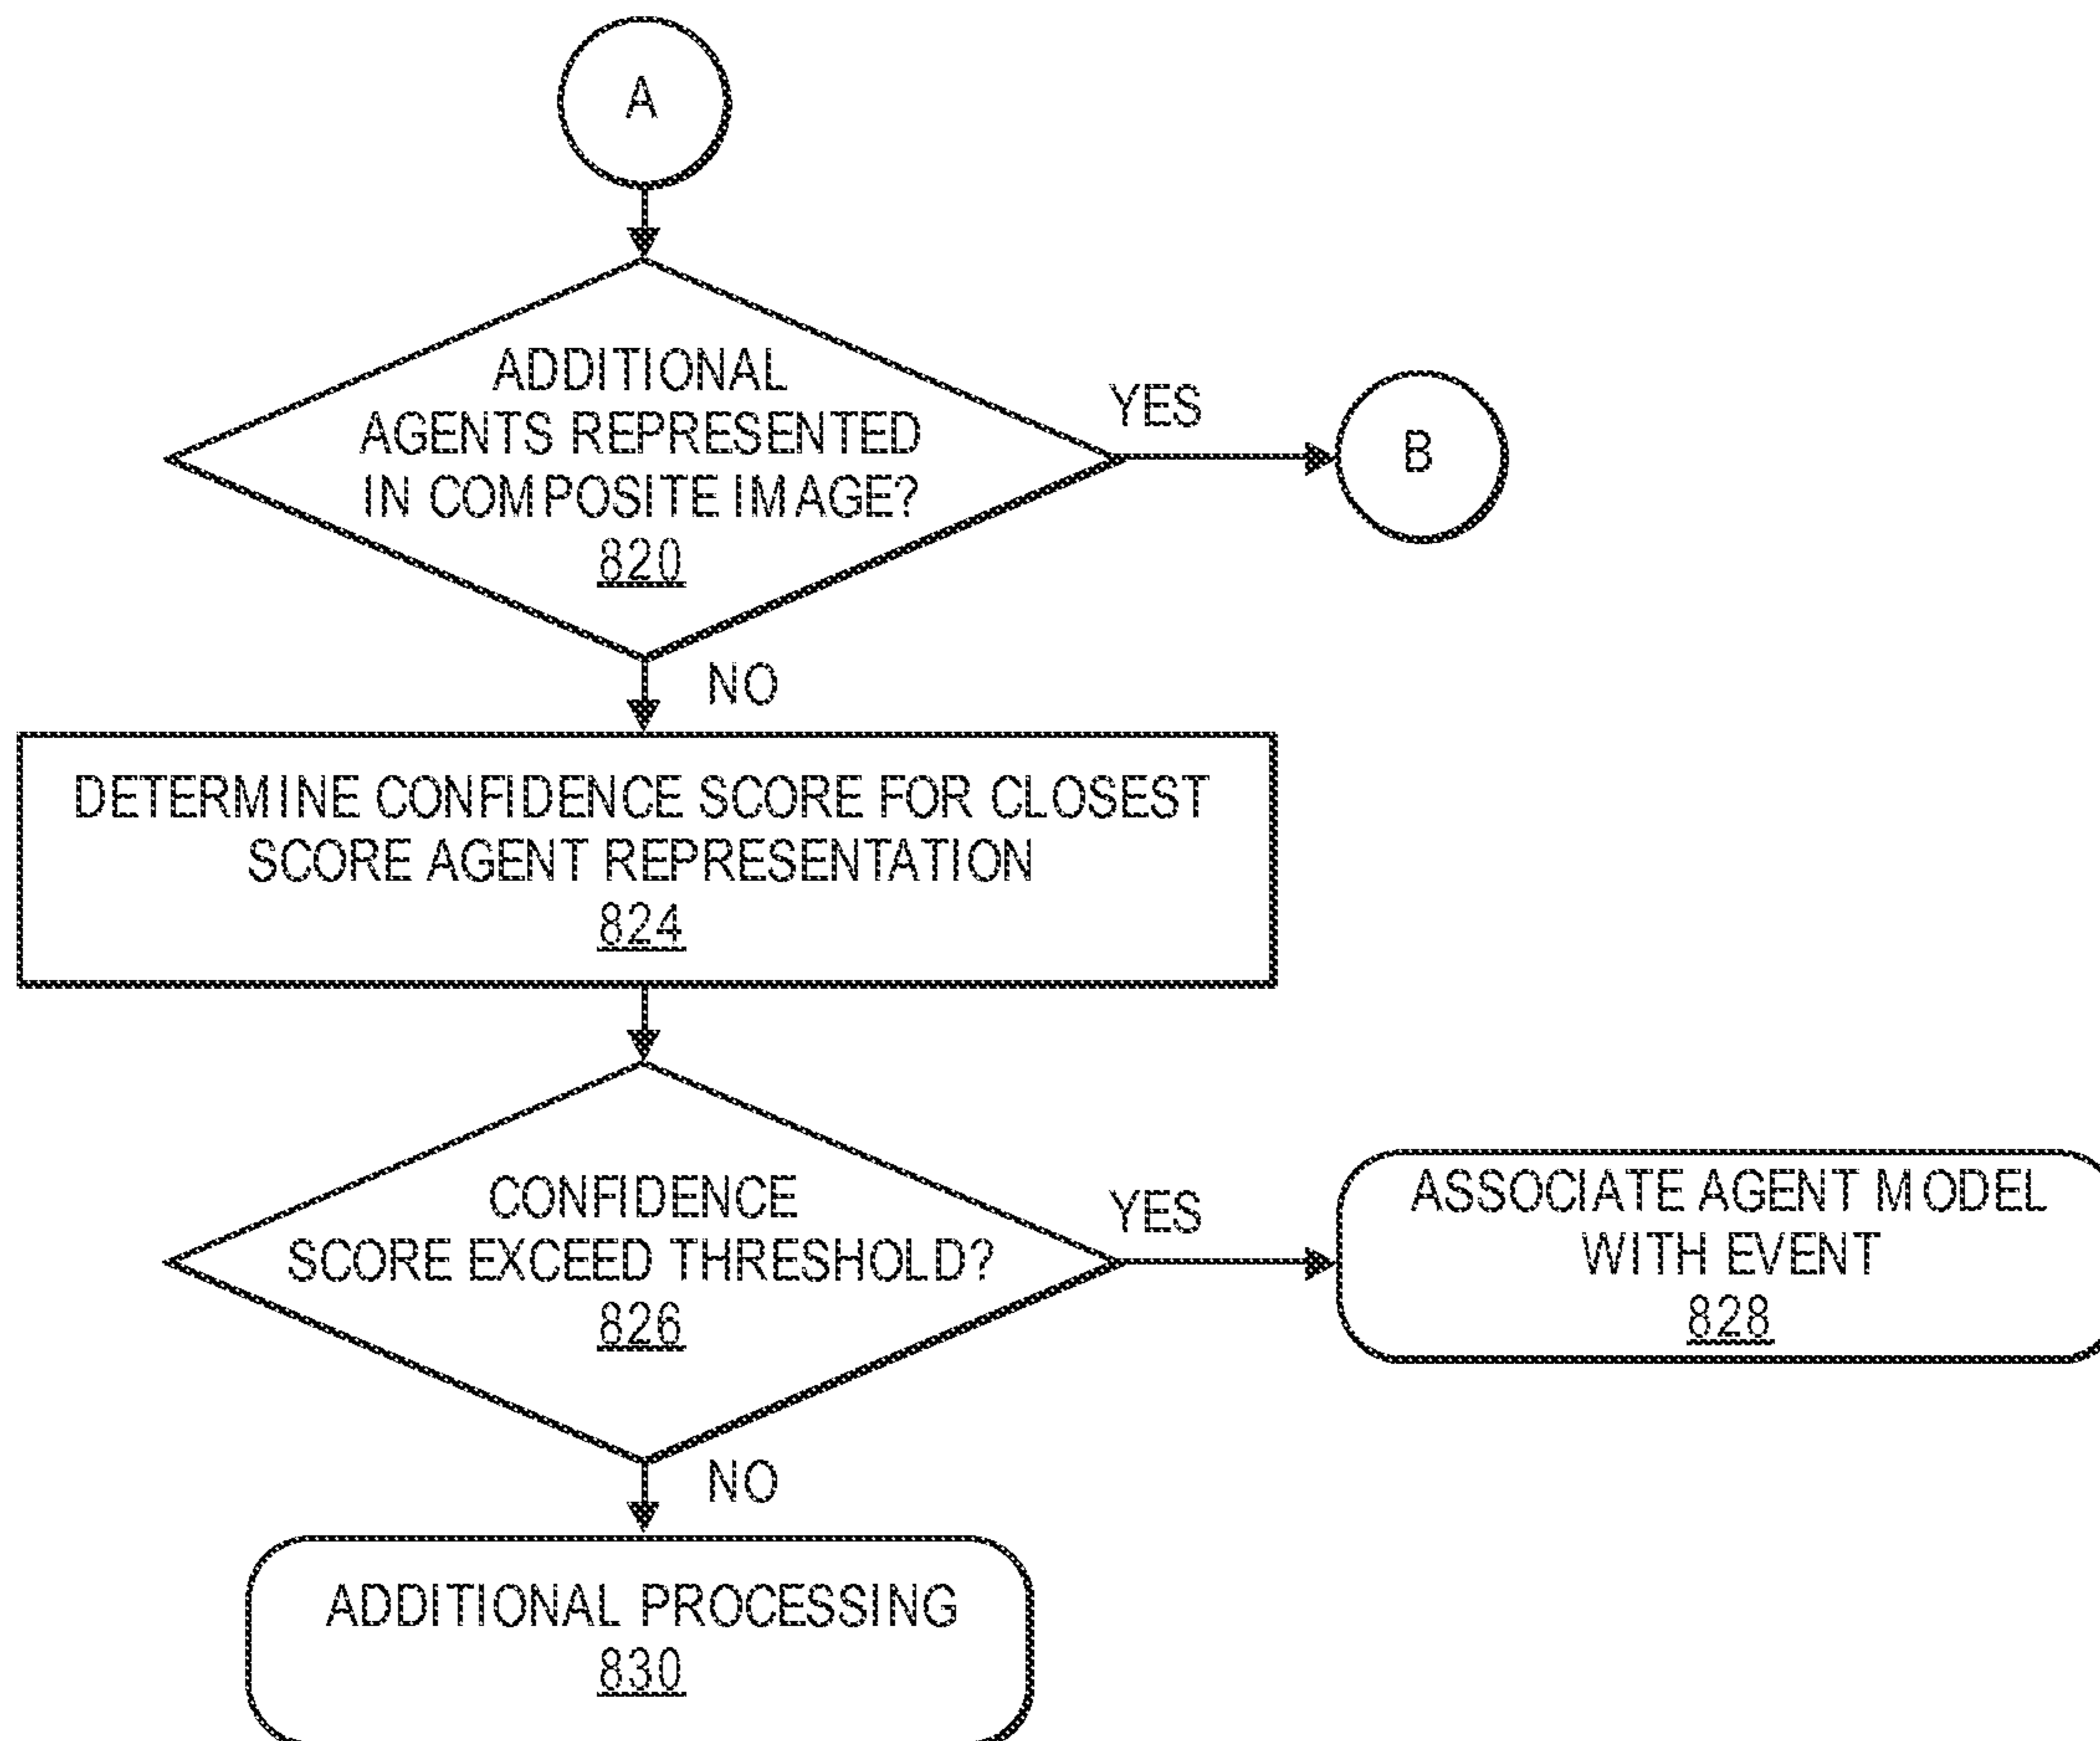 A
ADDITIONAL
AGENTS REPRESENTED
IN COMPOSITE IMAGE?
820
YES
B
NO
DETERMINE CONFIDENCE SCORE FOR CLOSEST
SCORE AGENT REPRESENTATION
824
CONFIDENCE
SCORE EXCEED THRESHOLD?
826
YES
ASSOCIATE AGENT MODEL
WITH EVENT
828
NO
ADDITIONAL PROCESSING
830